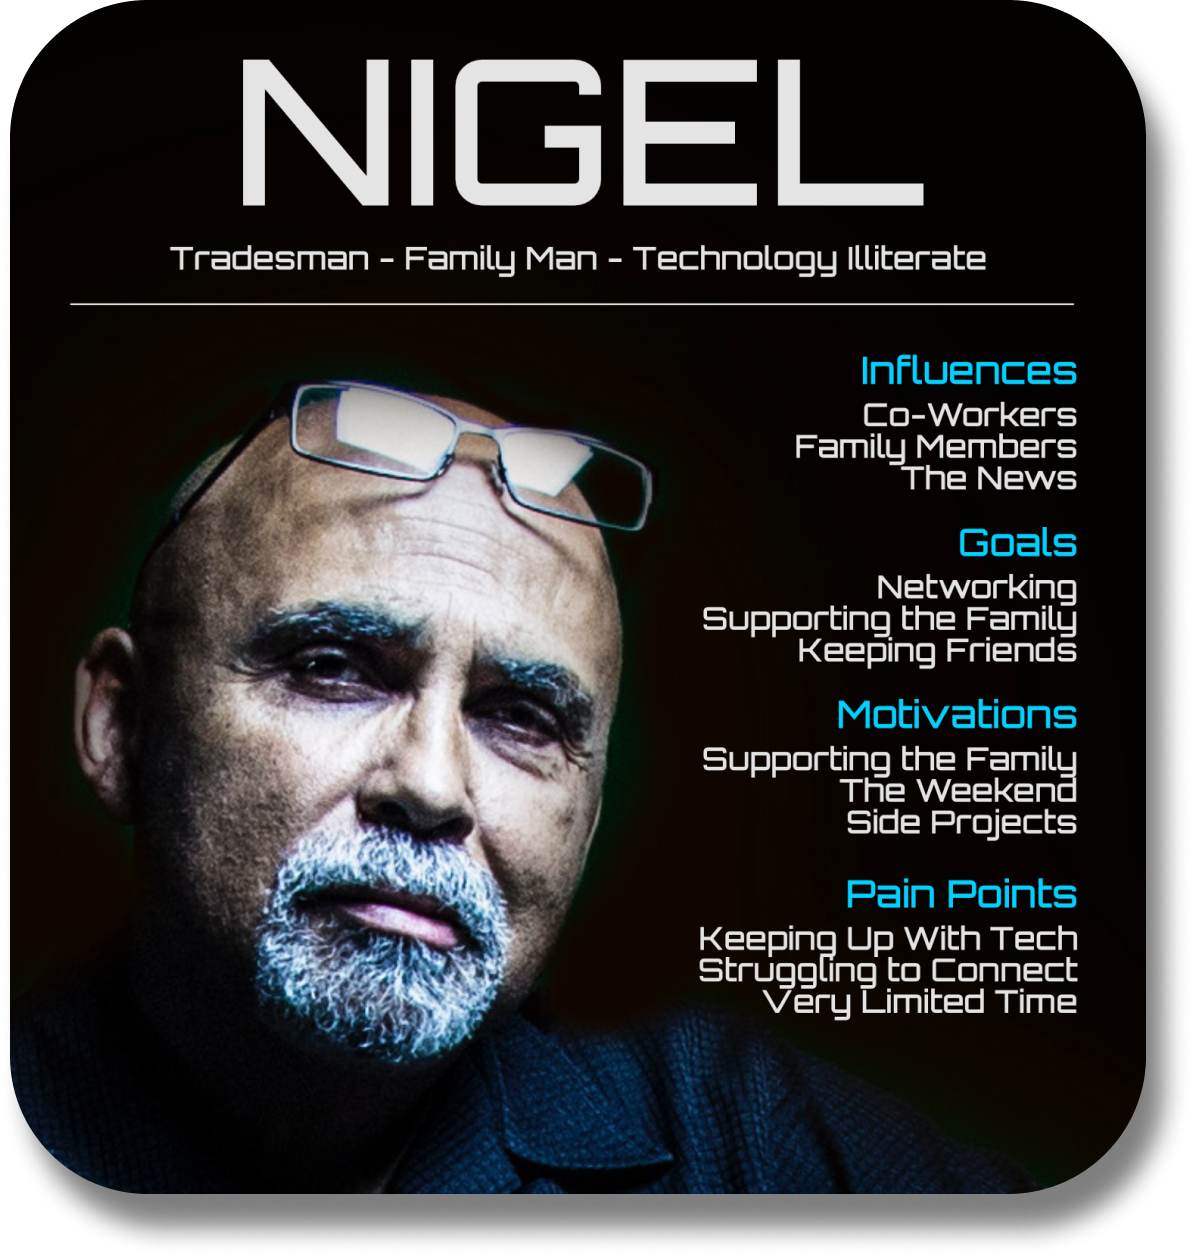 NIGEL
Tradesman - Family Man - Technology Illiterate
Influences
Co-Workers
Family Members
The News
Goals
Networking
Supporting the Family
Keeping Friends
Motivations
Supporting the Family
The Weekend
Side Projects
Pain Points
Keeping Up With Tech
Struggling to Connect
Very Limited Time